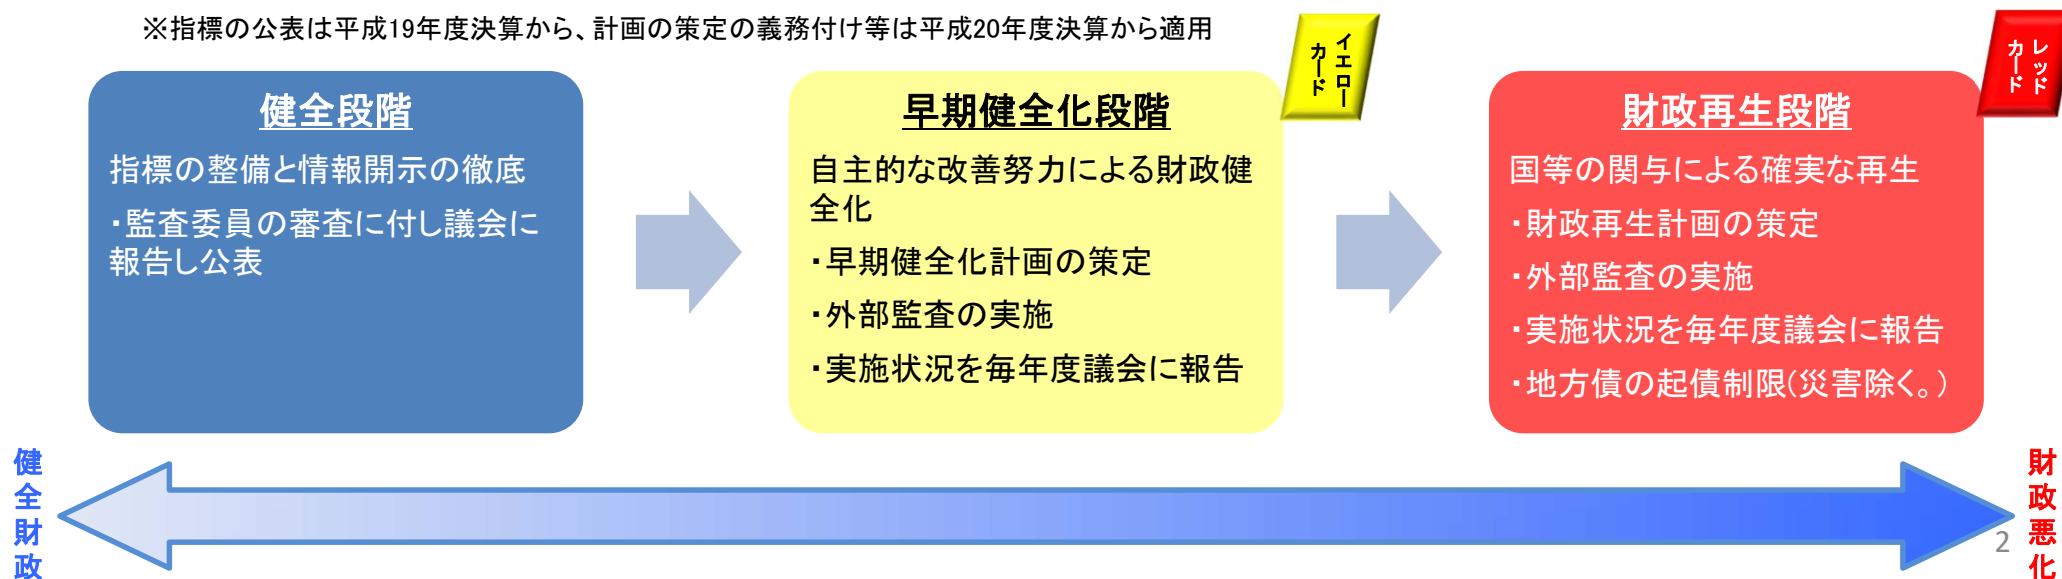 ※指標の公表は平成19年度決算から、計画の策定の義務付け等は平成20年度決算から適用
イエロー
カード
レッド
カード
健全段階
指標の整備と情報開示の徹底
・監査委員の審査に付し議会に
報告し公表
早期健全化段階
自主的な改善努力による財政健
全化
・早期健全化計画の策定
・外部監査の実施
・実施状況を毎年度議会に報告
財政再生段階
国等の関与による確実な再生
・財政再生計画の策定
・外部監査の実施
・実施状況を毎年度議会に報告
・地方債の起債制限(災害除く。)
健全財政
財政悪化
2